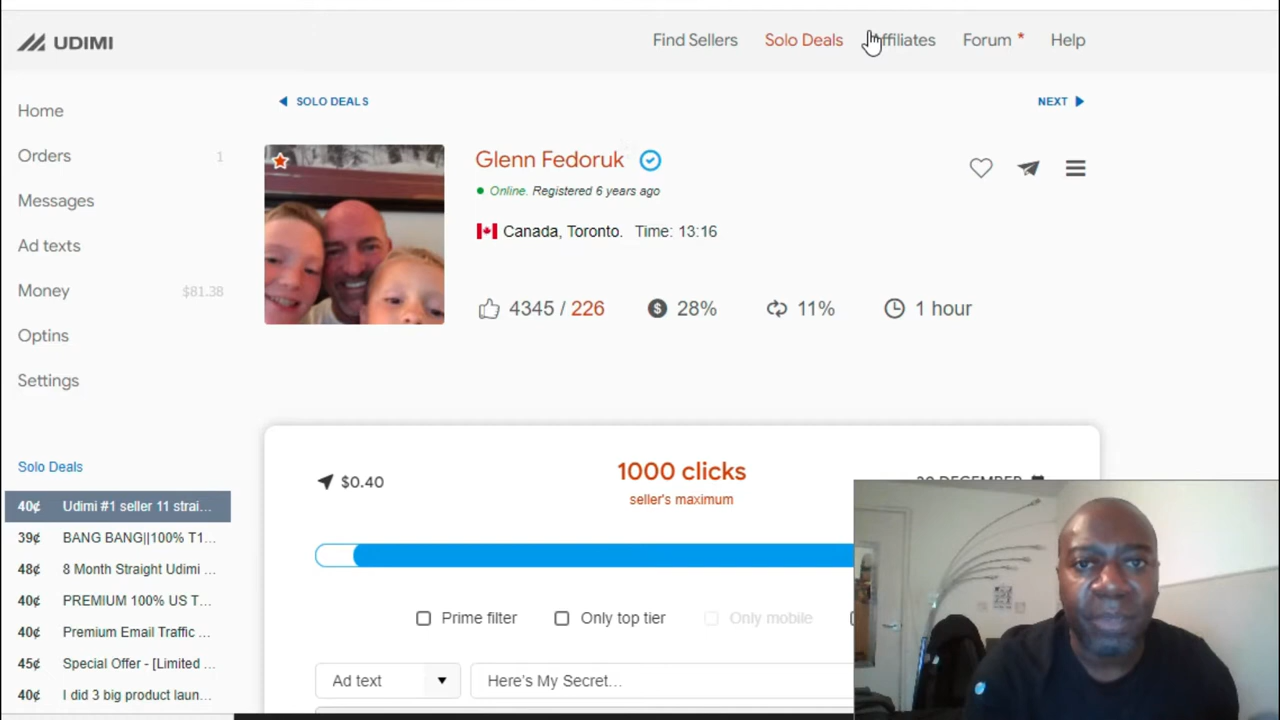 UDIMI
Find Sellers Solo Deals Affiliates Forum * Help
Home
Orders 1
Messages
Ad texts
Money $81.38
Optins
Settings
Solo Deals
40¢ Udimi #1 seller 11 strai...
39¢ BANG BANG||100% T1...
48¢ 8 Month Straight Udimi ...
40¢ PREMIUM 100% US T...
40¢ Premium Email Traffic ...
45¢ Special Offer - [Limited ...
40¢ I did 3 big product laun...
SOLO DEALS NEXT
Glenn Fedoruk
Online. Registered 6 years ago
Canada, Toronto. Time: 13:16
4345 / 226 28% 11% 1 hour
$0.40 1000 clicks
seller's maximum
Prime filter Only top tier Only mobile
Ad text Here's My Secret...